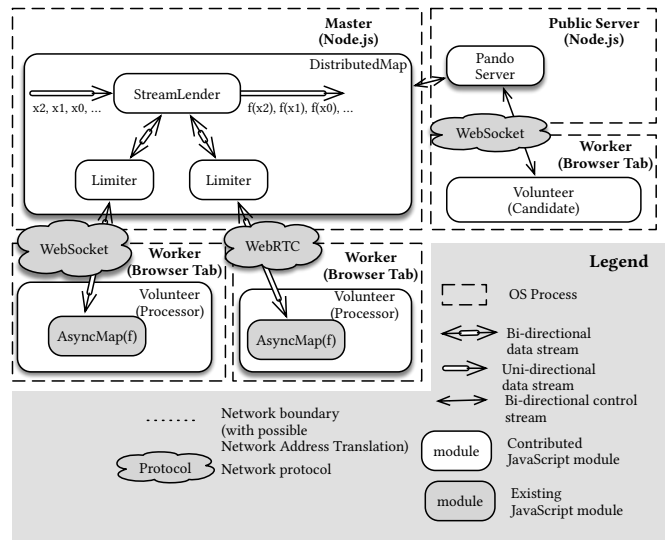 Master
(Node.js)
DistributedMap
x2, x1, x0, ...
StreamLender
f(x2), f(x1), f(x0), ...
Limiter
Limiter
Public Server
(Node.js)
Pando
Server
WebSocket
Worker
(Browser Tab)
Volunteer
(Candidate)
WebSocket
Worker
(Browser Tab)
Volunteer
(Processor)
AsyncMap(f)
WebRTC
Worker
(Browser Tab)
Volunteer
(Processor)
AsyncMap(f)
Legend
OS Process
Bi-directional
data stream
Uni-directional
data stream
Bi-directional control
stream
Network boundary
(with possible
Network Address Translation)
Protocol
Network protocol
module
Contributed
JavaScript module
module
Existing
JavaScript module